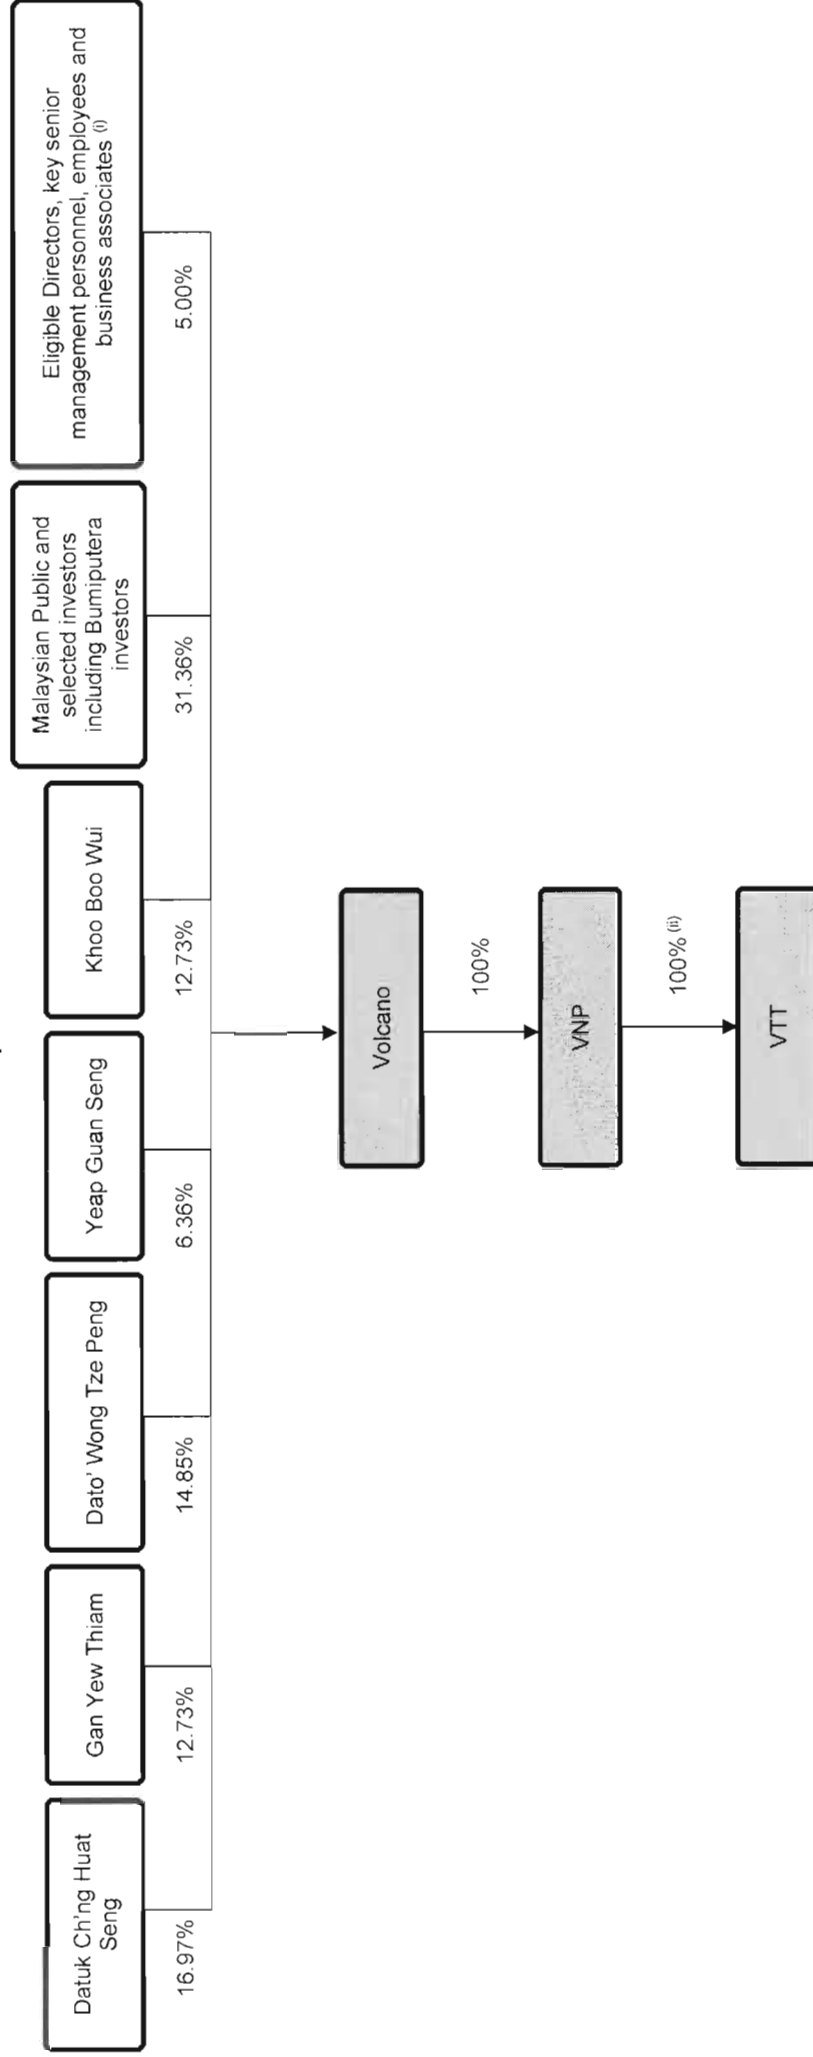 Datuk Ch'ng Huat
Seng
Gan Yew Thiam
Dato' Wong Tze Peng
Yeap Guan Seng
Khoo Boo Wui
Malaysian Public and
selected investors
including Bumiputera
investors
Eligible Directors, key senior
management personnel, employees and
business associates (i)
16.97%
12.73%
14.85%
6.36%
12.73%
31.36%
5.00%
Volcano
100%
VNP
100% (ii)
VTT